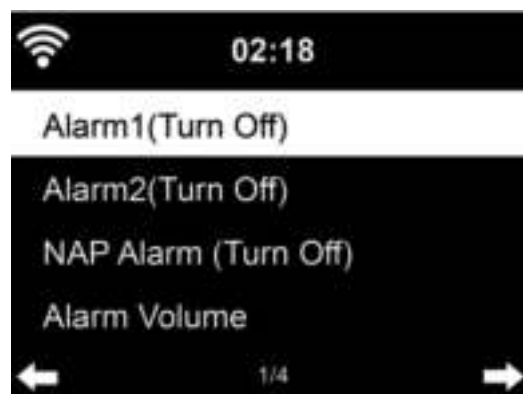 02:18
Alarm1(Turn Off)
Alarm2(Turn Off)
NAP Alarm (Turn Off)
Alarm Volume
1/4